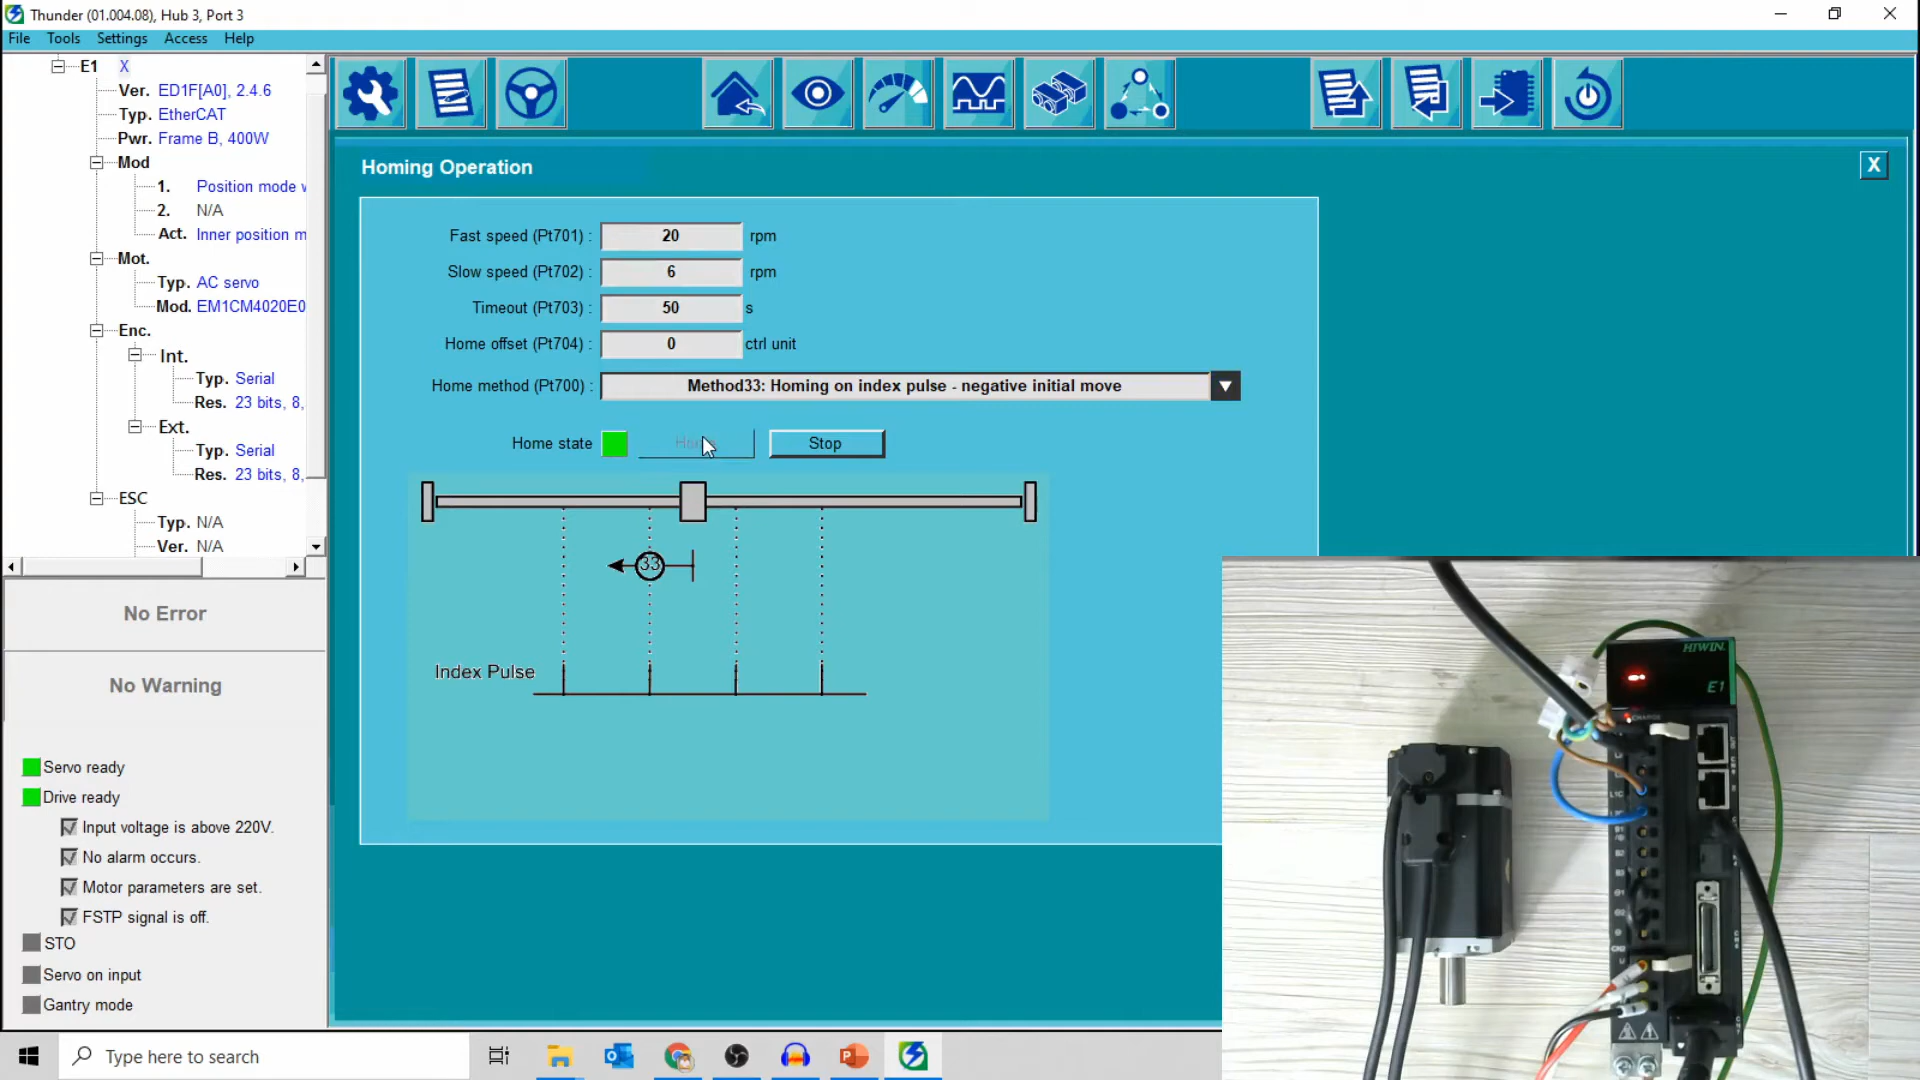 Thunder (01.004.08), Hub 3, Port 3
File Tools Settings Access Help
E1 X
Ver. ED1F[A0], 2.4.6
Typ. EtherCAT
Pwr. Frame B, 400W
Mod
1. Position mode
2. N/A
Act. Inner position m
Mot.
Typ. AC servo
Mod. EM1CM4020E0
Enc.
Int.
Typ. Serial
Res. 23 bits, 8,
Ext.
Typ. Serial
Res. 23 bits, 8,
ESC
Typ. N/A
Ver. N/A
No Error
No Warning
Servo ready
Drive ready
Input voltage is above 220V.
No alarm occurs.
Motor parameters are set.
FSTP signal is off.
STO
Servo on input
Gantry mode
Homing Operation
X
Fast speed (Pt701) : 20 rpm
Slow speed (Pt702) : 6 rpm
Timeout (Pt703) : 50 s
Home offset (Pt704) : 0 ctrl unit
Home method (Pt700) : Method33: Homing on index pulse - negative initial move
Home state Stop
33
Index Pulse
HIWIN
E1
CHARGE
L1C
B1
B2
B3
Type here to search